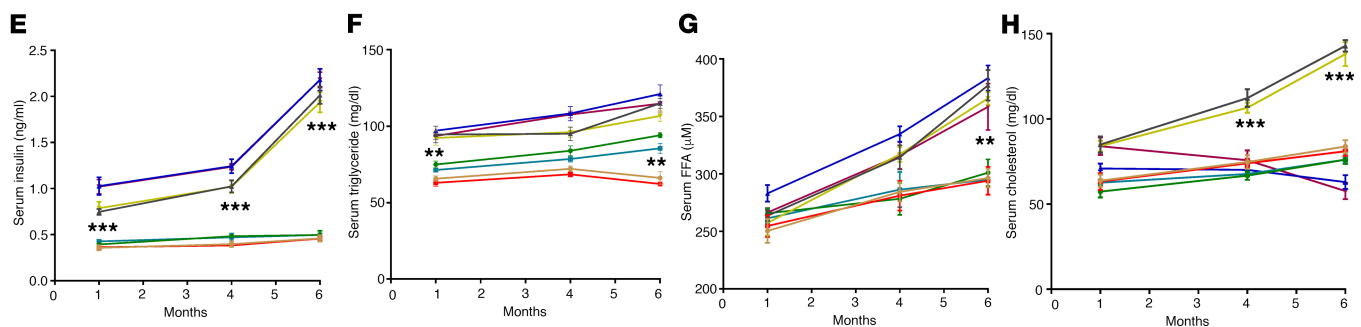 E
Serum insulin (ng/ml)
2.5
2.0
1.5
1.0
0.5
0.0
***
***
***
0 1 2 3 4 5 6
Months
F
Serum triglyceride (mg/dl)
150
100
50
0
**
**
0 1 2 3 4 5 6
Months
G
Serum FFA (μM)
400
350
300
250
200
**
0 1 2 3 4 5 6
Months
H
Serum cholesterol (mg/dl)
150
100
50
0
***
***
0 1 2 3 4 5 6
Months